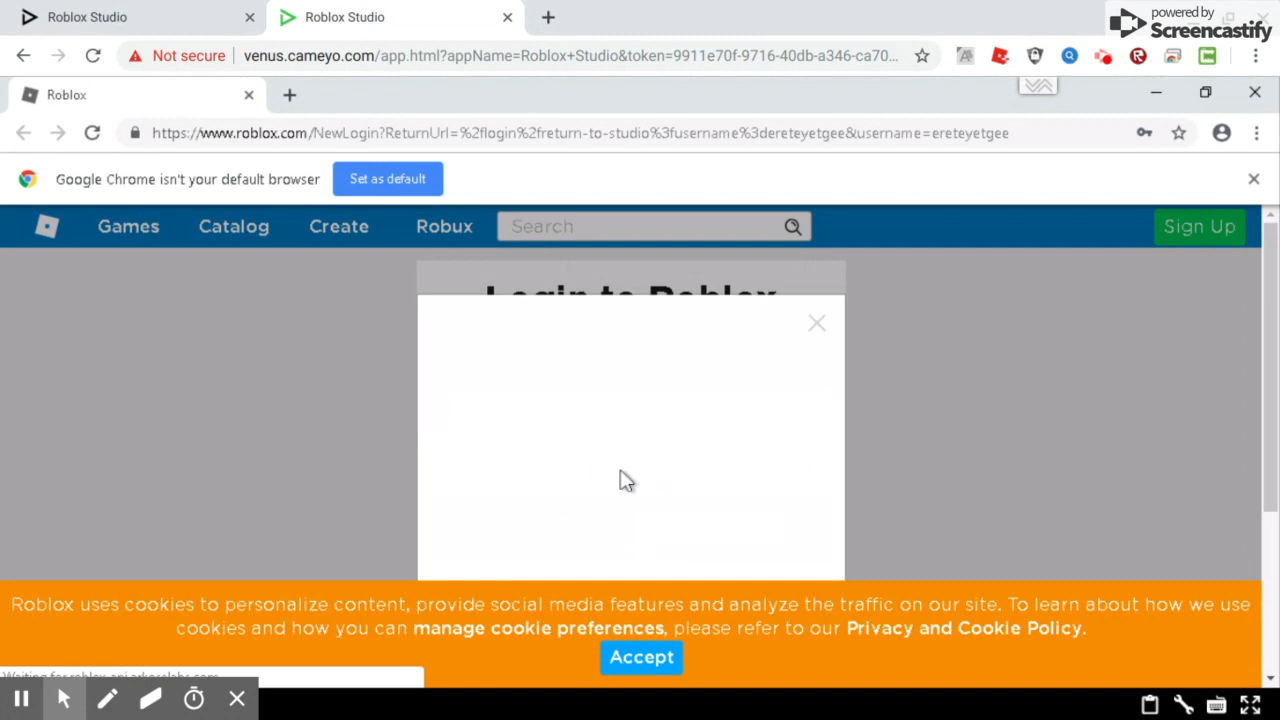 Roblox Studio
Roblox Studio
powered by
Screencastify
Not secure
venus.cameyo.com/app.html?appName=Roblox+Studio&token=9911e70f-9716-40db-a346-ca70...
Roblox
https://www.roblox.com/NewLogin?ReturnUrl=%2flogin%2freturn-to-studio%3fusername%3dereteyetgee&username=ereteyetgee
Google Chrome isn't your default browser
Set as default
Games
Catalog
Create
Robux
Search
Sign Up
Login to Roblox
Roblox uses cookies to personalize content, provide social media features and analyze the traffic on our site. To learn about how we use
cookies and how you can manage cookie preferences, please refer to our Privacy and Cookie Policy.
Accept